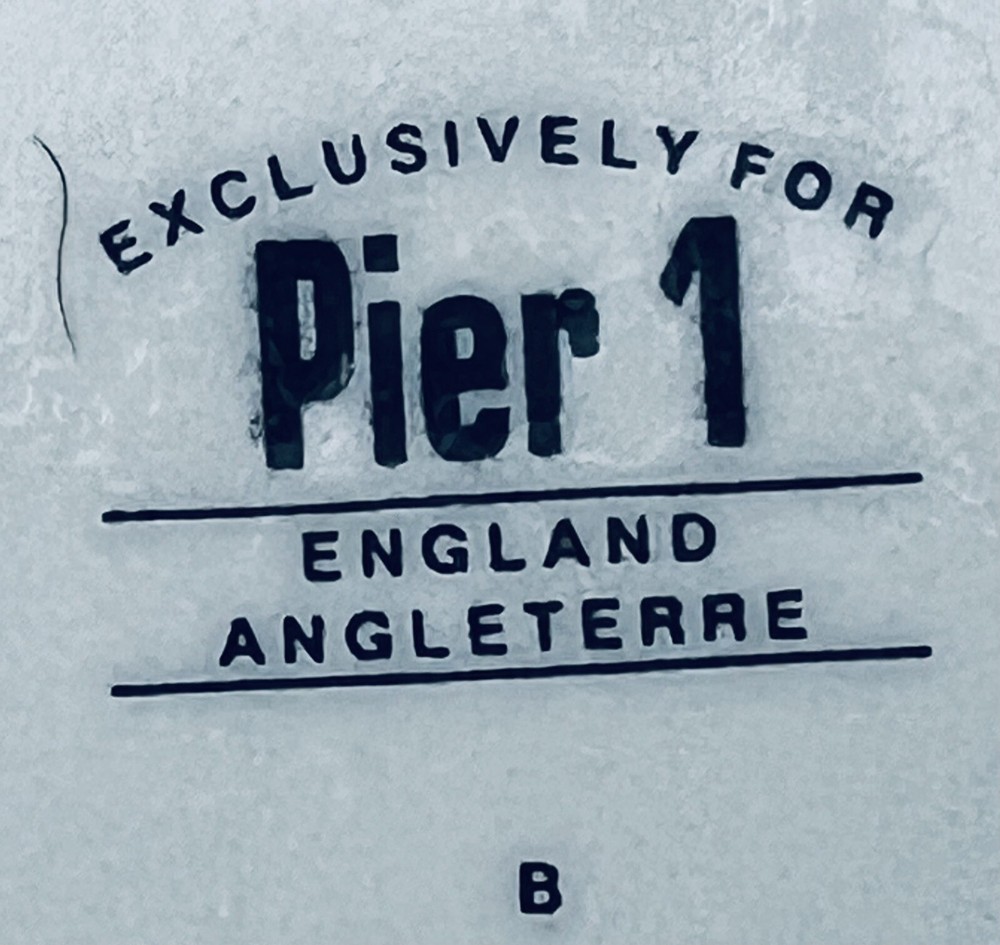 EXCLUSIVELY FOR
Pier 1
ENGLAND
ANGLETERRE
B